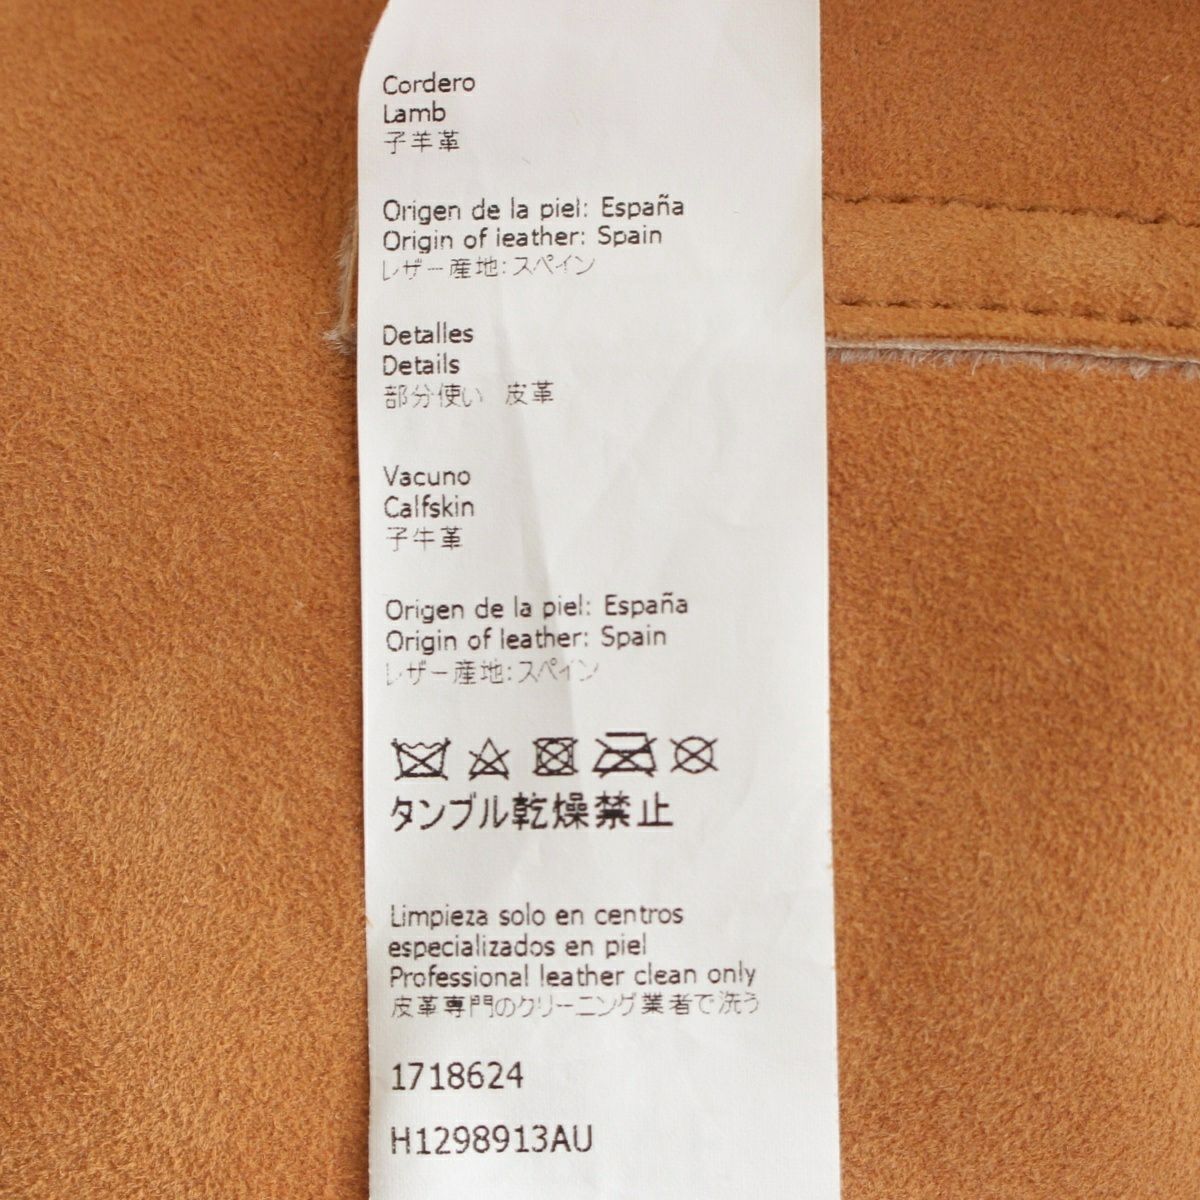 Cordero
Lamb
子羊革
Origen de la piel: España
Origin of leather: Spain
レザー産地:スペイン
Detalles
Details
部分使い 皮革
Vacuno
Calfskin
子牛革
Origen de la piel: España
Origin of leather: Spain
レザー産地:スペイン
タンブル乾燥禁止
Limpieza solo en centros
especializados en piel
Professional leather clean only
皮革専門のクリーニング業者で洗う
1718624
H1298913AU